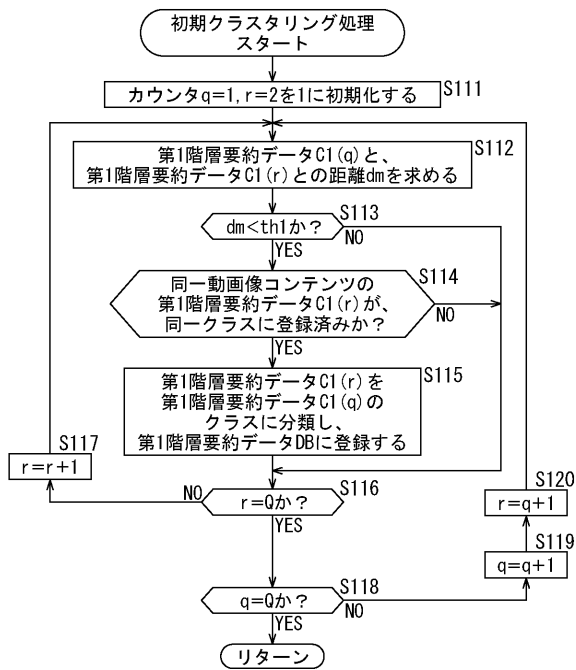 初期クラスタリング処理
スタート
カウンタq=1,r=2を1に初期化する
S111
第1階層要約データC1(q)と、
第1階層要約データC1(r)との距離dmを求める
S112
dm<th1か?
S113
NO
YES
同一動画像コンテンツの
第1階層要約データC1(r)が、
同一クラスに登録済みか?
S114
NO
YES
第1階層要約データC1(r)を
第1階層要約データC1(q)の
クラスに分類し、
第1階層要約データDBに登録する
S115
S117
r=r+1
NO
r=Qか?
S116
YES
S120
r=q+1
S119
q=q+1
q=Qか?
S118
NO
YES
リターン